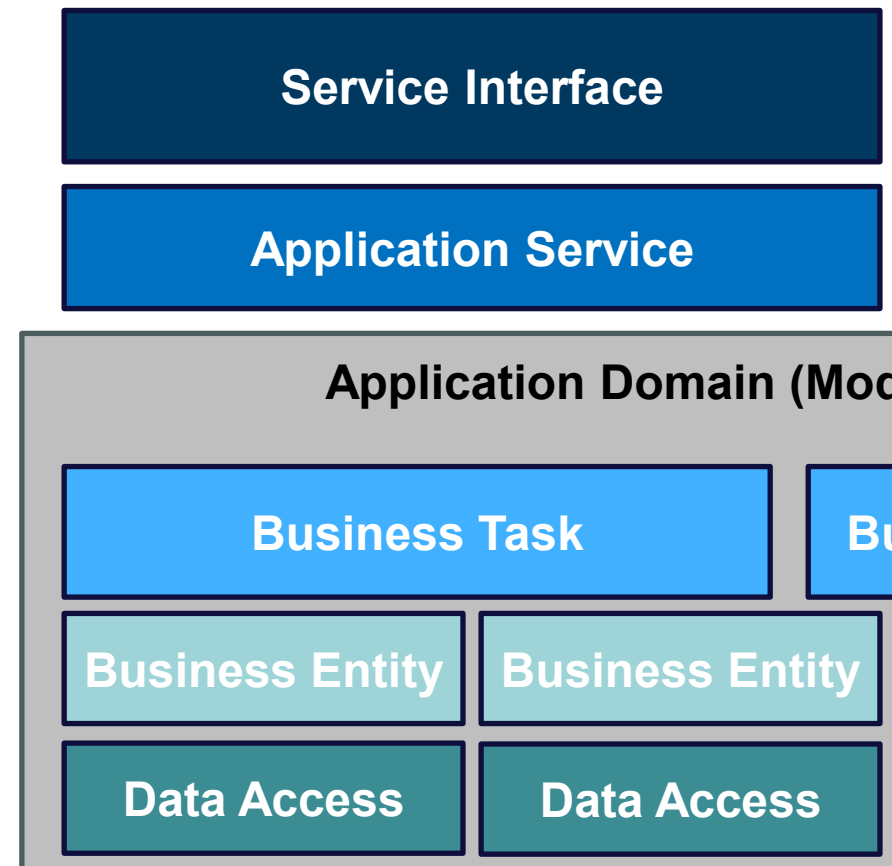 Service Interface
Application Service
Application Domain (Mod
Business Task
Bu
Business Entity
Business Entity
Data Access
Data Access